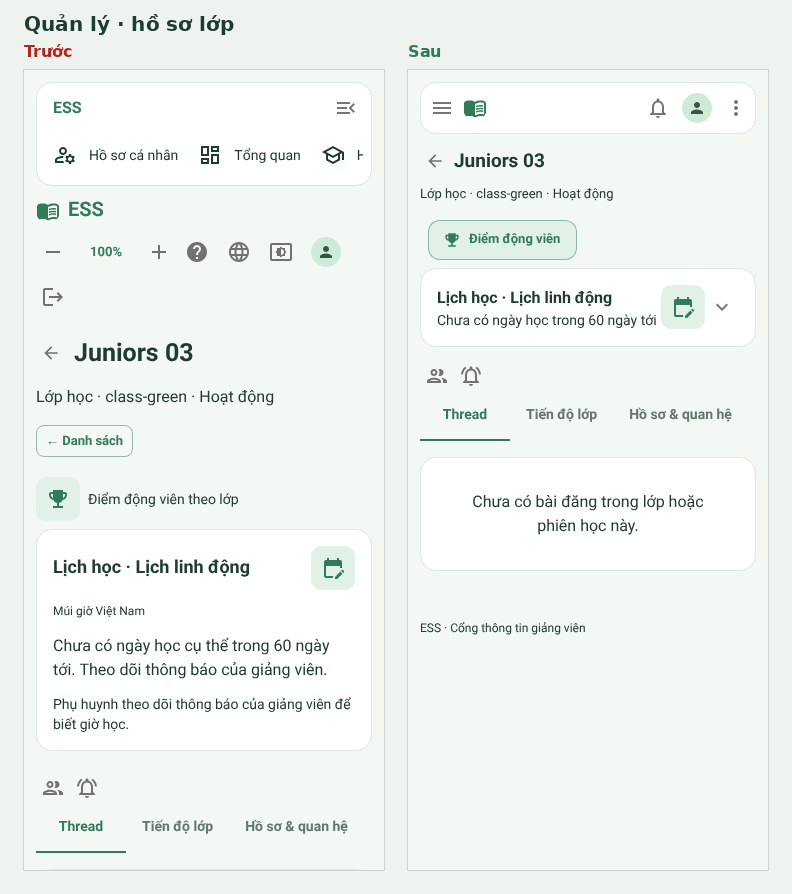 Quản lý · hồ sơ lớp
Trước
ESS
Hồ sơ cá nhân
Tổng quan
ESS
100%
Juniors 03
Lớp học · class-green · Hoạt động
← Danh sách
Điểm động viên theo lớp
Lịch học · Lịch linh động
Múi giờ Việt Nam
Chưa có ngày học cụ thể trong 60 ngày
tới. Theo dõi thông báo của giảng viên.
Phụ huynh theo dõi thông báo của giảng viên để
biết giờ học.
Thread
Tiến độ lớp
Hồ sơ & quan hệ
Sau
Juniors 03
Lớp học · class-green · Hoạt động
Điểm động viên
Lịch học · Lịch linh động
Chưa có ngày học trong 60 ngày tới
Thread
Tiến độ lớp
Hồ sơ & quan hệ
Chưa có bài đăng trong lớp hoặc
phiên học này.
ESS · Cổng thông tin giảng viên